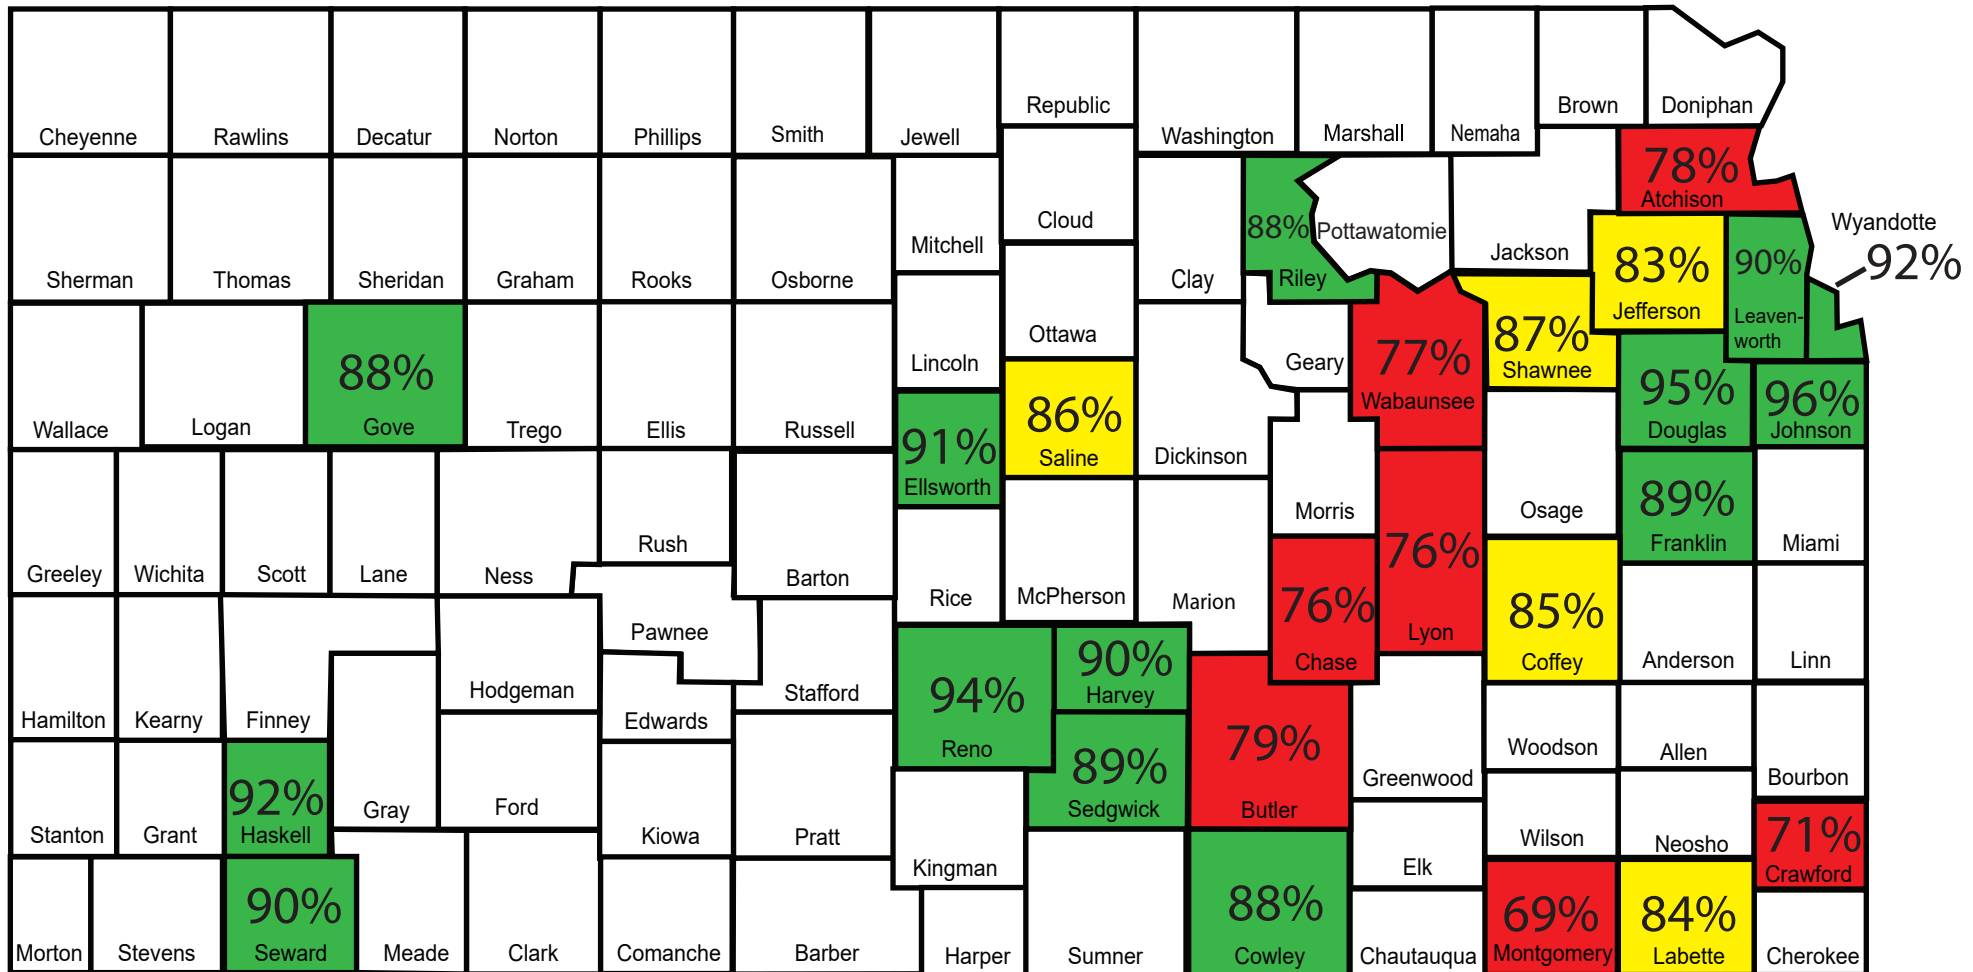 Republic
Brown
Doniphan
Cheyenne
Rawlins
Decatur
Norton
Phillips
Smith
Jewell
Washington
Marshall
Nemaha
78%
Atchison
Wyandotte
92%
Cloud
88%
Riley
Pottawatomie
Mitchell
Jackson
83%
Jefferson
90%
Leaven-
worth
Sherman
Thomas
Sheridan
Graham
Rooks
Osborne
Clay
Ottawa
87%
Shawnee
Lincoln
Geary
77%
Wabaunsee
88%
Gove
95%
Douglas
96%
Johnson
Wallace
Logan
Trego
Ellis
Russell
91%
Ellsworth
86%
Saline
Dickinson
Morris
Osage
89%
Franklin
Miami
Rush
Greeley
Wichita
Scott
Lane
Ness
Barton
Rice
McPherson
Marion
76%
Chase
76%
Lyon
85%
Coffey
Anderson
Linn
Pawnee
Hodgeman
Stafford
94%
Reno
90%
Harvey
Hamilton
Kearny
Finney
Edwards
79%
Butler
Woodson
Allen
Bourbon
89%
Sedgwick
Greenwood
92%
Haskell
Gray
Ford
Stanton
Grant
Kiowa
Pratt
Kingman
Wilson
Neosho
71%
Crawford
Elk
90%
Seward
88%
Cowley
69%
Montgomery
84%
Labette
Morton
Stevens
Meade
Clark
Comanche
Barber
Harper
Sumner
Chautauqua
Cherokee